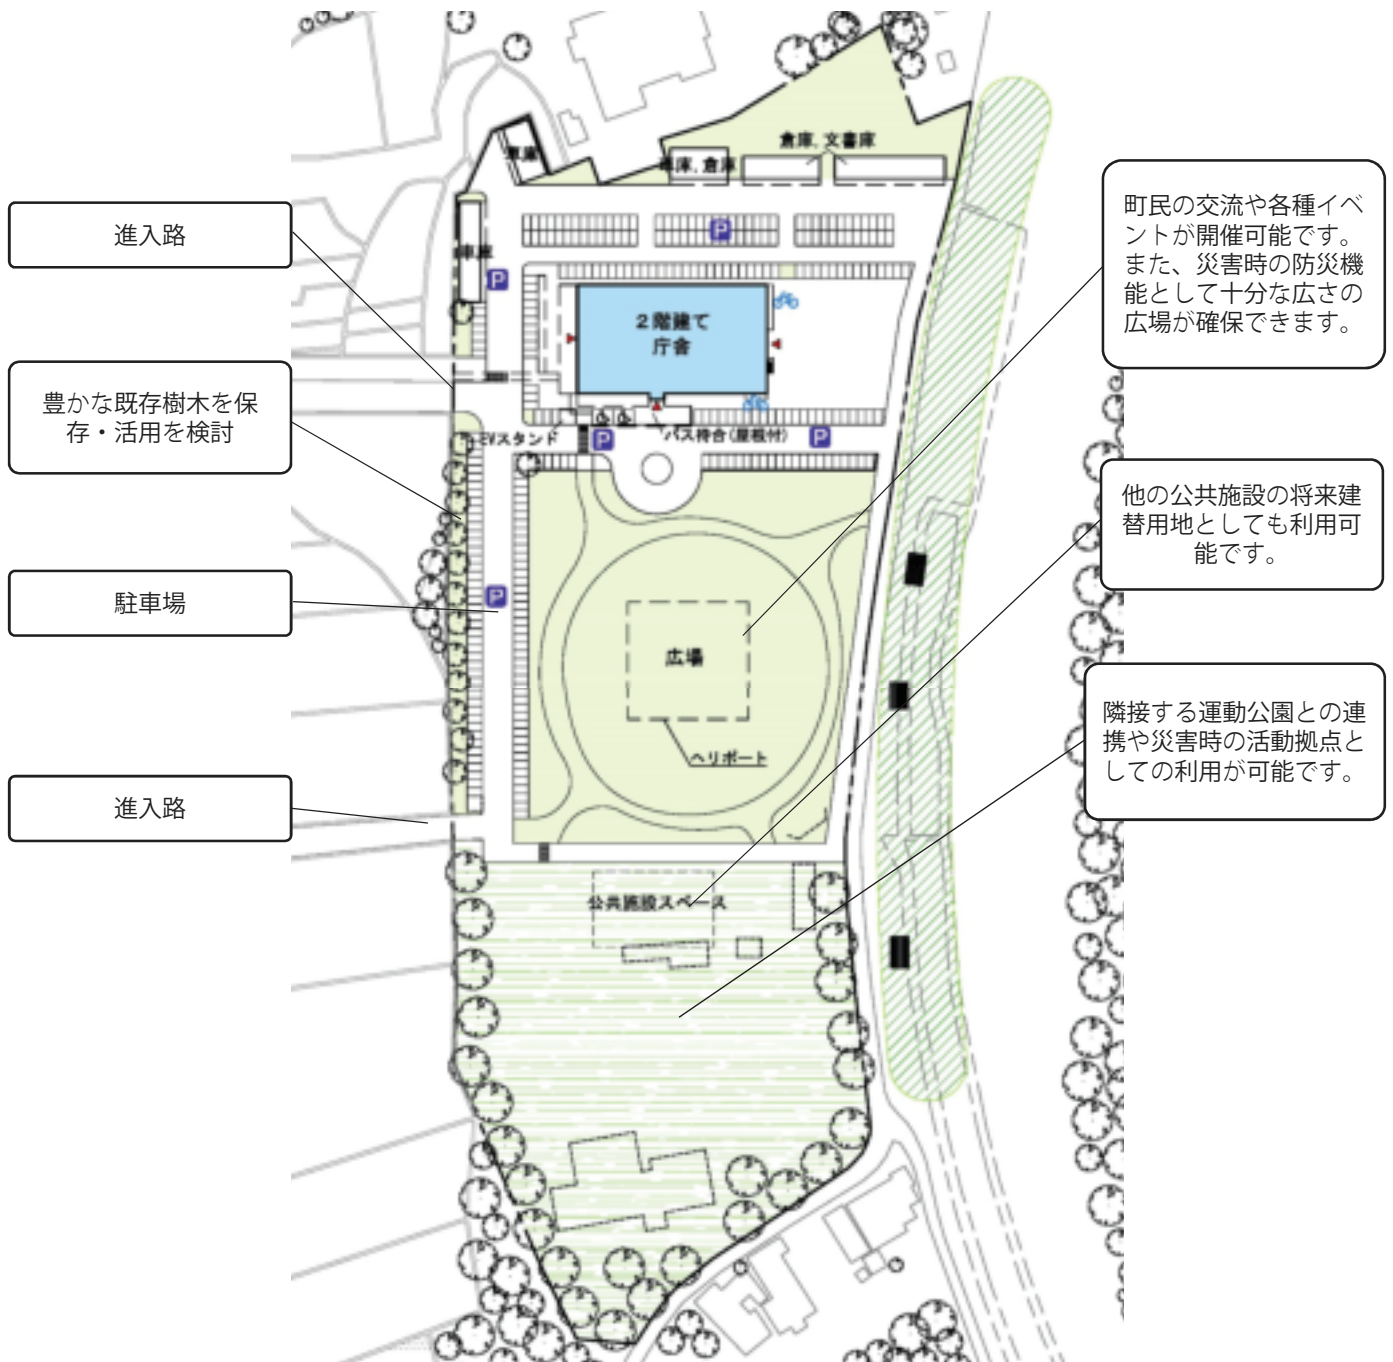 倉庫, 文書庫
車庫
車庫, 倉庫
車庫
P
P
2階建て
庁舎
EVスタンド
P
バス待合(屋根付)
P
P
広場
ヘリポート
公共施設スペース
進入路
豊かな既存樹木を保
存・活用を検討
駐車場
進入路
町民の交流や各種イベ
ントが開催可能です。
また、災害時の防災機
能として十分な広さの
広場が確保できます。
他の公共施設の将来建
替用地としても利用可
能です。
隣接する運動公園との連
携や災害時の活動拠点と
しての利用が可能です。